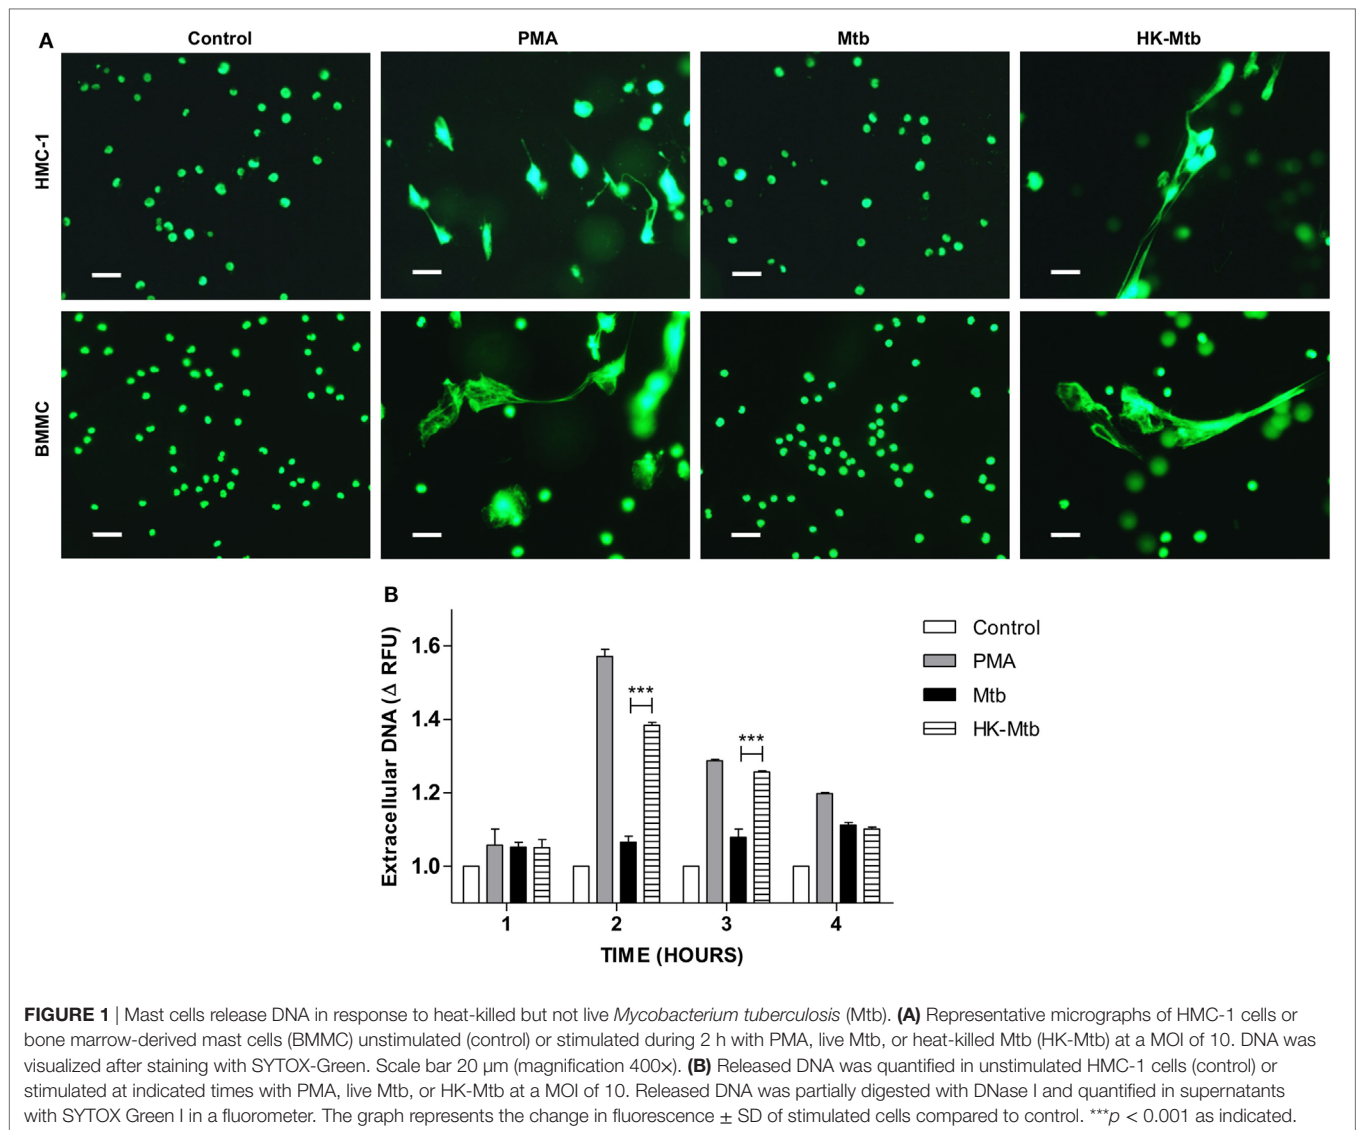 A
Control
PMA
Mtb
HK-Mtb
HMC-1
BMMC
B
Extracellular DNA (Δ RFU)
1.6
1.4
1.2
1.0
***
***
1
2
3
4
TIME (HOURS)
Control
PMA
Mtb
HK-Mtb
FIGURE 1 | Mast cells release DNA in response to heat-killed but not live Mycobacterium tuberculosis (Mtb). (A) Representative micrographs of HMC-1 cells or
bone marrow-derived mast cells (BMMC) unstimulated (control) or stimulated during 2 h with PMA, live Mtb, or heat-killed Mtb (HK-Mtb) at a MOI of 10. DNA was
visualized after staining with SYTOX-Green. Scale bar 20 μm (magnification 400×). (B) Released DNA was quantified in unstimulated HMC-1 cells (control) or
stimulated at indicated times with PMA, live Mtb, or HK-Mtb at a MOI of 10. Released DNA was partially digested with DNase I and quantified in supernatants
with SYTOX Green I in a fluorometer. The graph represents the change in fluorescence ± SD of stimulated cells compared to control. ***p < 0.001 as indicated.